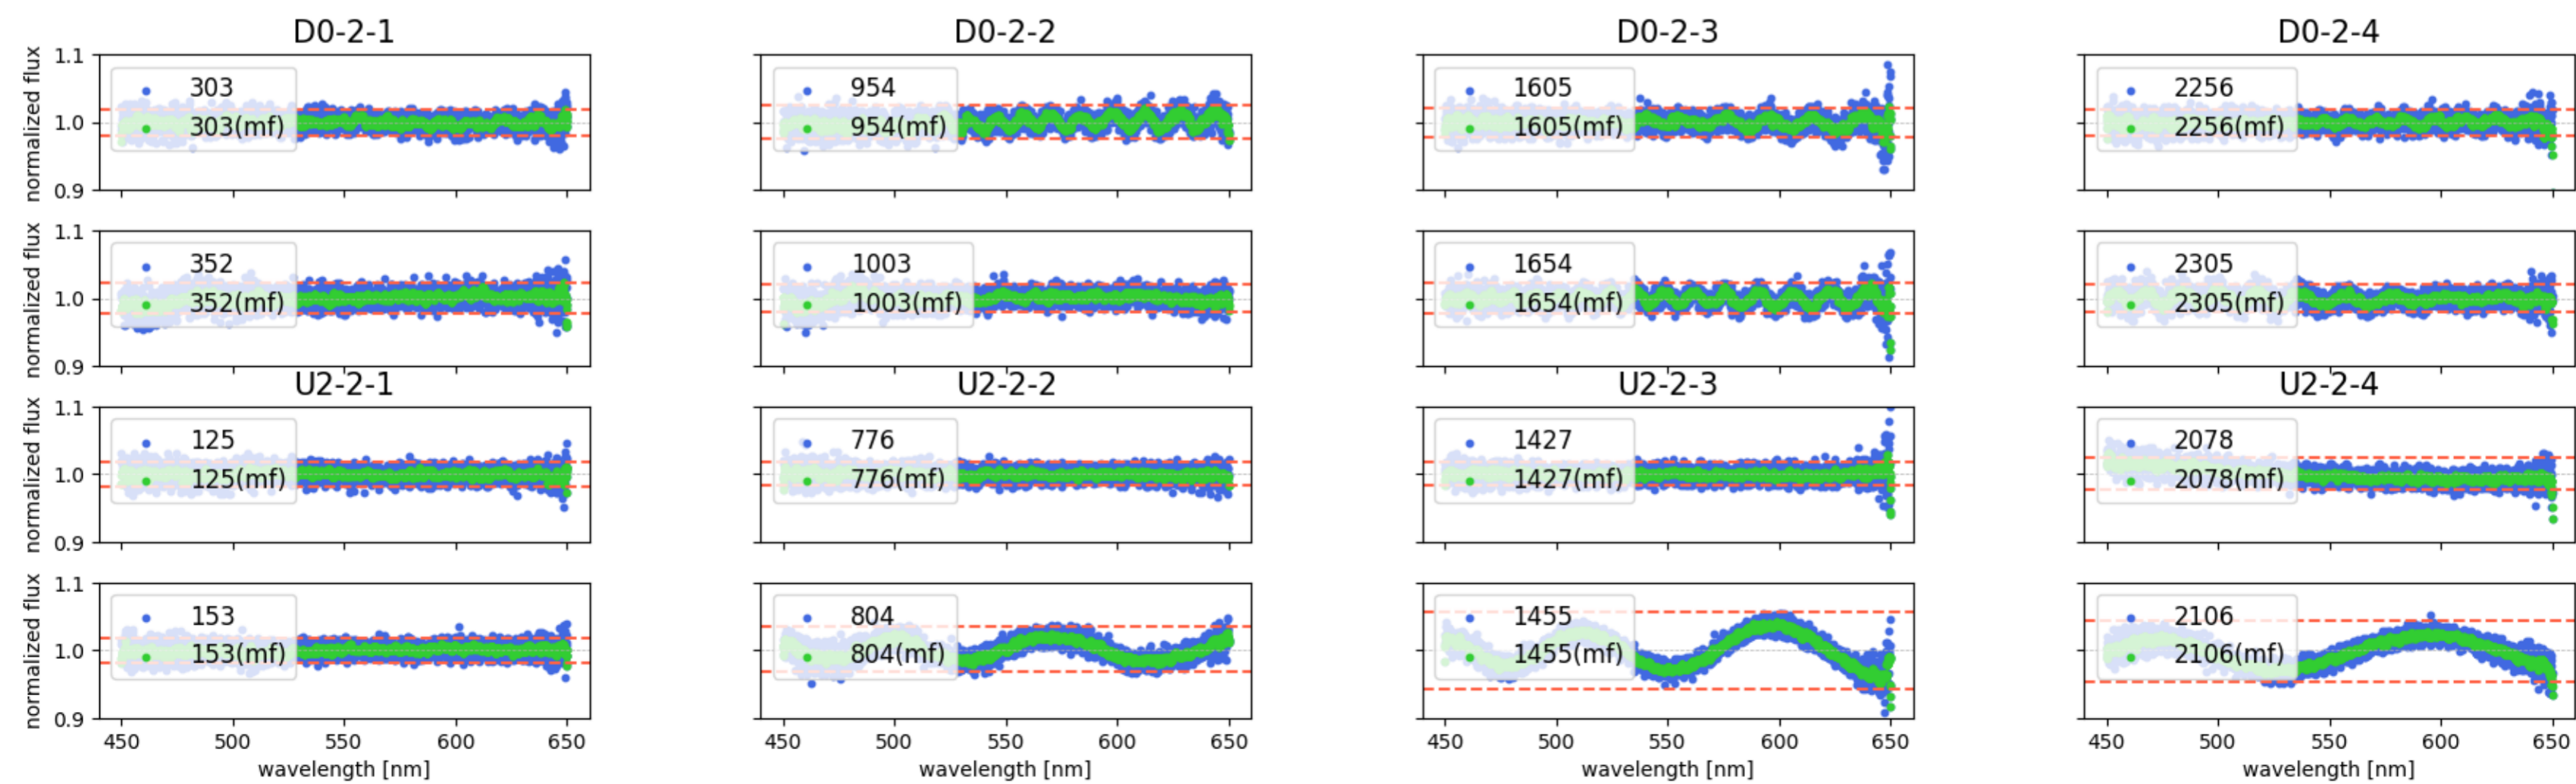 D0-2-1 D0-2-2 D0-2-3 D0-2-4
normalized flux
1.1
1.0
0.9
303
303(mf)
954
954(mf)
1605
1605(mf)
2256
2256(mf)
normalized flux
1.1
1.0
0.9
352
352(mf)
1003
1003(mf)
1654
1654(mf)
2305
2305(mf)
U2-2-1 U2-2-2 U2-2-3 U2-2-4
normalized flux
1.1
1.0
0.9
125
125(mf)
776
776(mf)
1427
1427(mf)
2078
2078(mf)
normalized flux
1.1
1.0
0.9
153
153(mf)
804
804(mf)
1455
1455(mf)
2106
2106(mf)
450 500 550 600 650 450 500 550 600 650 450 500 550 600 650 450 500 550 600 650
wavelength [nm] wavelength [nm] wavelength [nm] wavelength [nm]